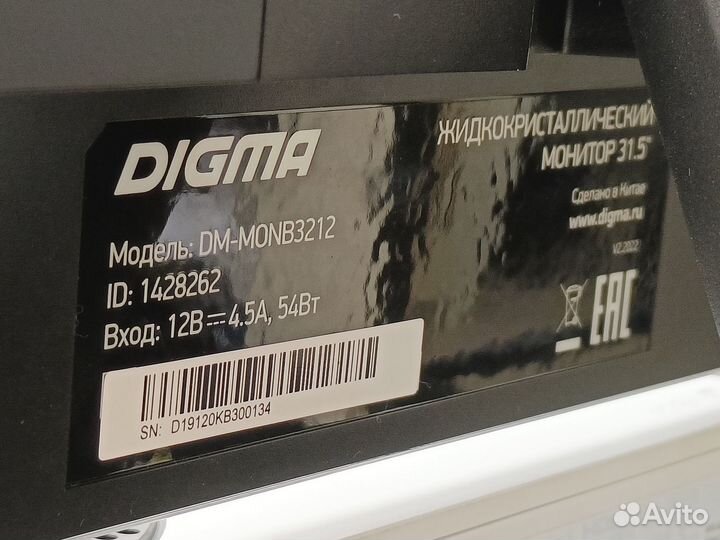 DIGMA
Модель: DM-MONB3212
ID: 1428262
Вход: 12В⎓4.5А, 54Вт
SN: D19120KB300134
ЖИДКОКРИСТАЛЛИЧЕСКИЙ
МОНИТОР 31.5"
Сделано в Китае
www.digma.ru
V2.2022
EAC
Avito